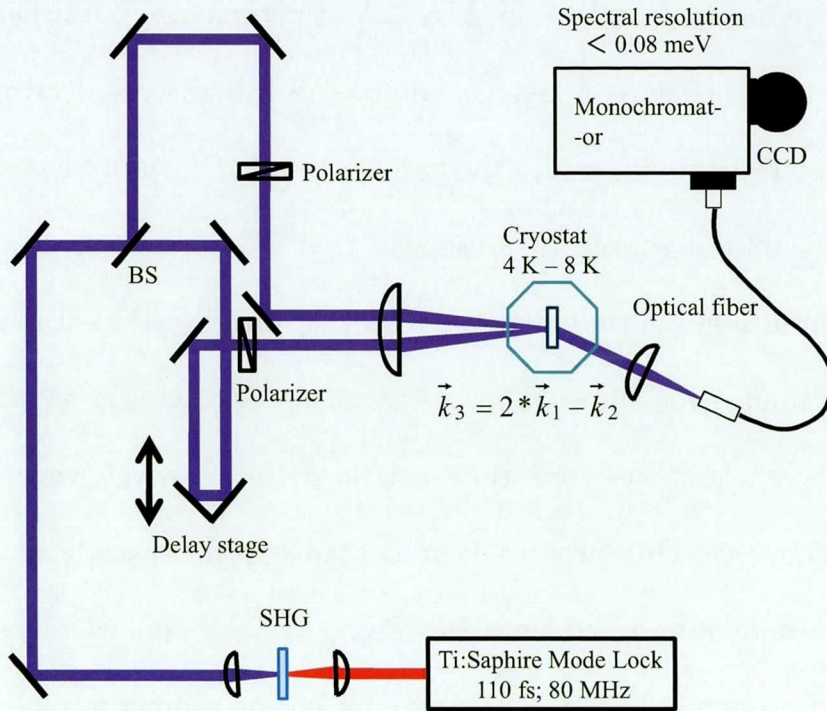 Spectral resolution
< 0.08 meV
Monochromat-
-or
CCD
Polarizer
BS
Cryostat
4 K – 8 K
Optical fiber
Polarizer
k⃗₃ = 2*k⃗₁ − k⃗₂
Delay stage
SHG
Ti:Saphire Mode Lock
110 fs; 80 MHz